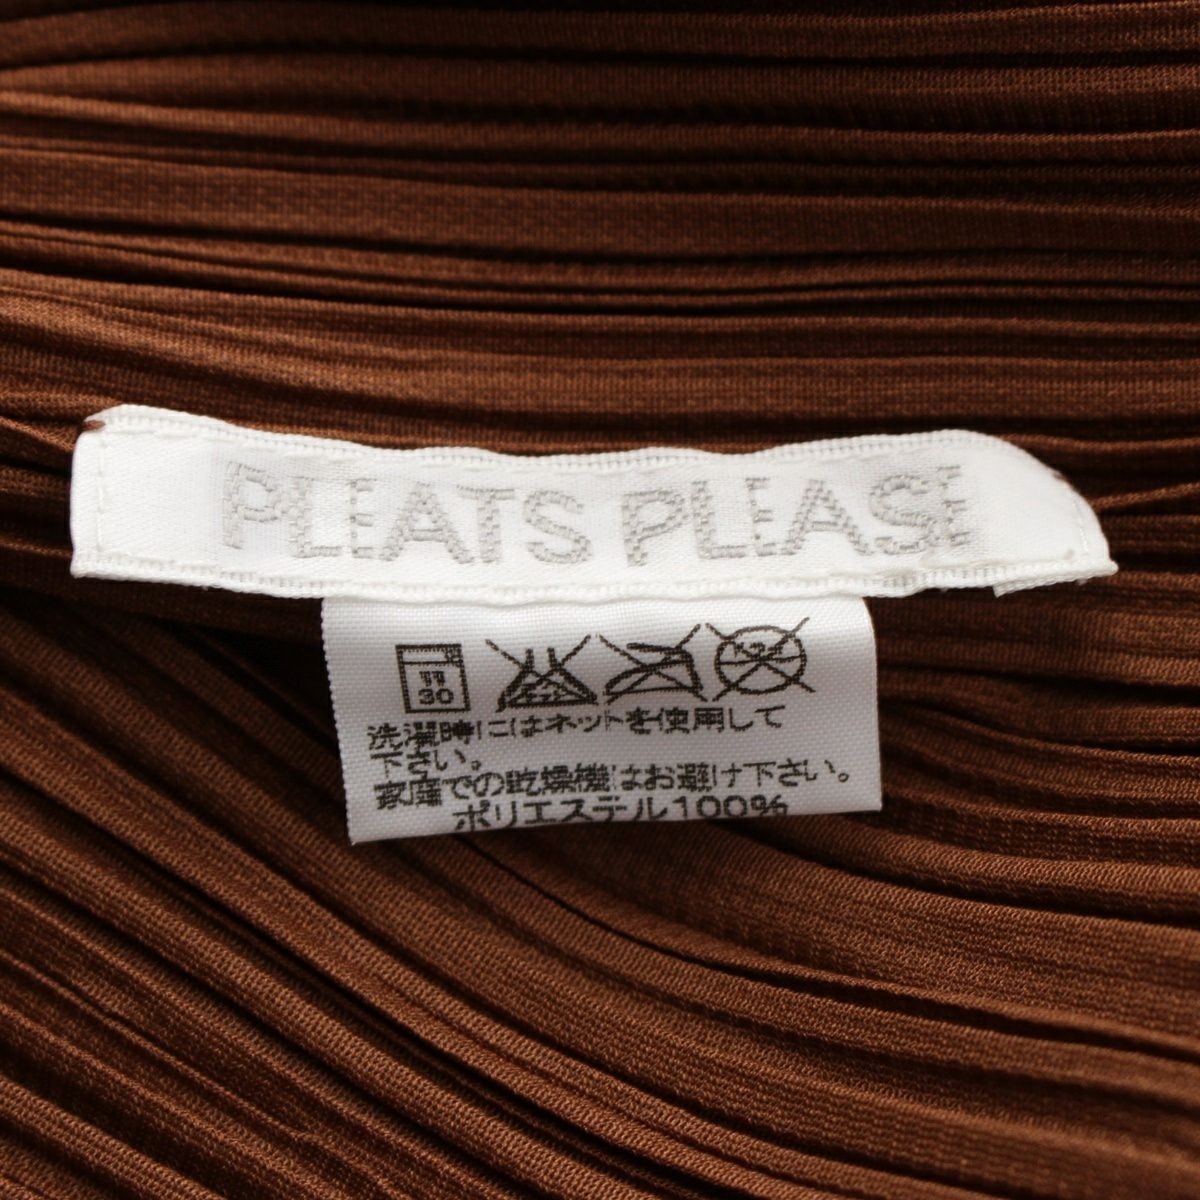 PLEATS PLEASE
弱
30
洗濯時にはネットを使用して
下さい。
家庭での乾燥機はお避け下さい。
ポリエステル100%